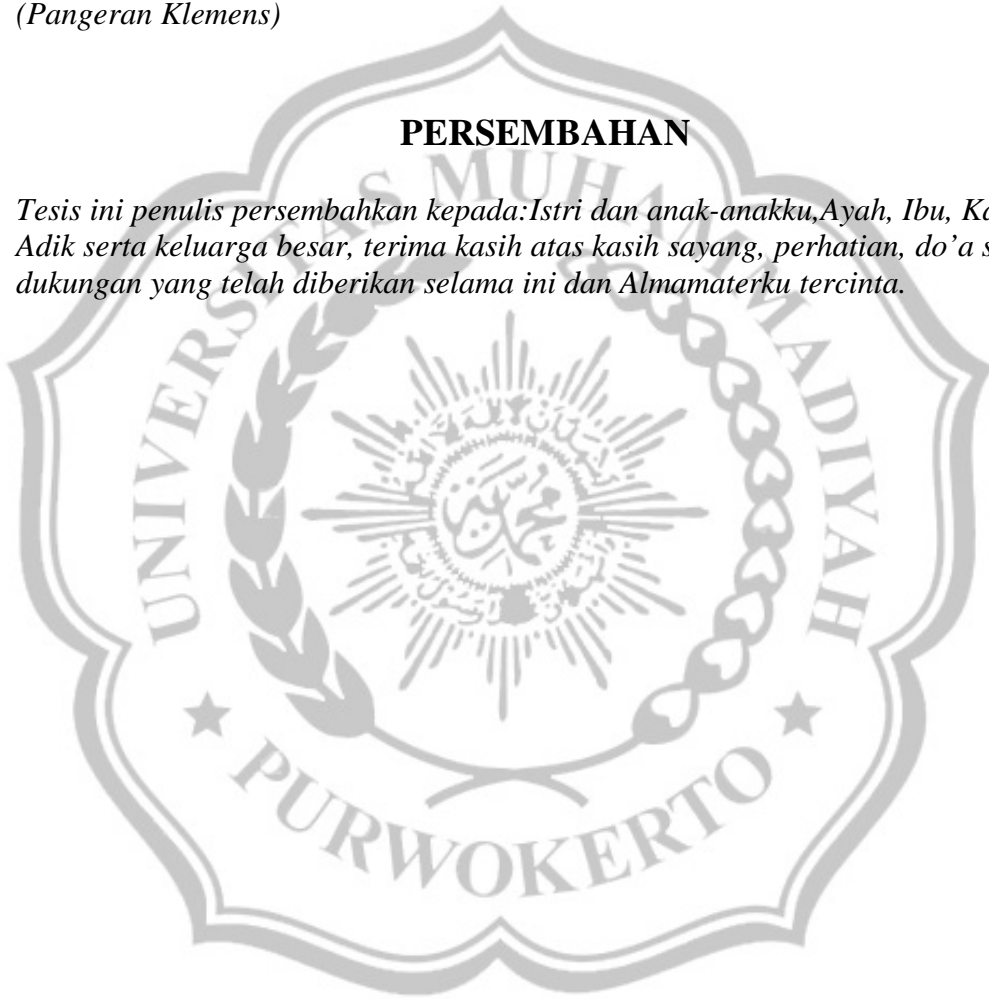 (Pangeran Klemens)
PERSEMBAHAN
Tesis ini penulis persembahkan kepada:Istri dan anak-anakku,Ayah, Ibu,
Adik serta keluarga besar, terima kasih atas kasih sayang, perhatian, do’a
dukungan yang telah diberikan selama ini dan Almamaterku tercinta.
UNIVERSITAS MUHAMMADIYAH
PURWOKERTO